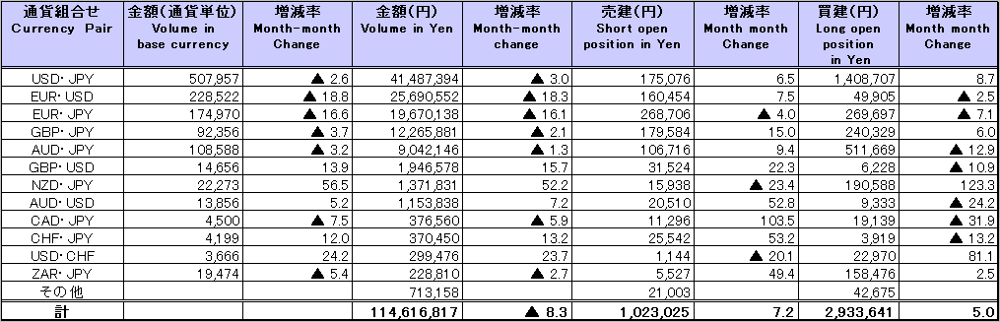 通貨組合せ 金額(通貨単位) 増減率 金額(円) 増減率 売建(円) 増減率 買建(円) 増減率
Currency Pair Volume in base currency Month-month Change Volume in Yen Month-month change Short open position in Yen Month month Change Long open position in Yen Month month Change
USD・JPY 507,957 ▲ 2.6 41,487,394 ▲ 3.0 175,076 6.5 1,408,707 8.7
EUR・USD 228,522 ▲ 18.8 25,690,552 ▲ 18.3 160,454 7.5 49,905 ▲ 2.5
EUR・JPY 174,970 ▲ 16.6 19,670,138 ▲ 16.1 268,706 ▲ 4.0 269,697 ▲ 7.1
GBP・JPY 92,356 ▲ 3.7 12,265,881 ▲ 2.1 179,584 15.0 240,329 6.0
AUD・JPY 108,588 ▲ 3.2 9,042,146 ▲ 1.3 106,716 9.4 511,669 ▲ 12.9
GBP・USD 14,656 13.9 1,946,578 15.7 31,524 22.3 6,228 ▲ 10.9
NZD・JPY 22,273 56.5 1,371,831 52.2 15,938 ▲ 23.4 190,588 123.3
AUD・USD 13,856 5.2 1,153,838 7.2 20,510 52.8 9,333 ▲ 24.2
CAD・JPY 4,500 ▲ 7.5 376,560 ▲ 5.9 11,296 103.5 19,139 ▲ 31.9
CHF・JPY 4,199 12.0 370,450 13.2 25,542 53.2 3,919 ▲ 13.2
USD・CHF 3,666 24.2 299,476 23.7 1,144 ▲ 20.1 22,970 81.1
ZAR・JPY 19,474 ▲ 5.4 228,810 ▲ 2.7 5,527 49.4 158,476 2.5
その他 713,158 21,003 42,675
計 114,616,817 ▲ 8.3 1,023,025 7.2 2,933,641 5.0